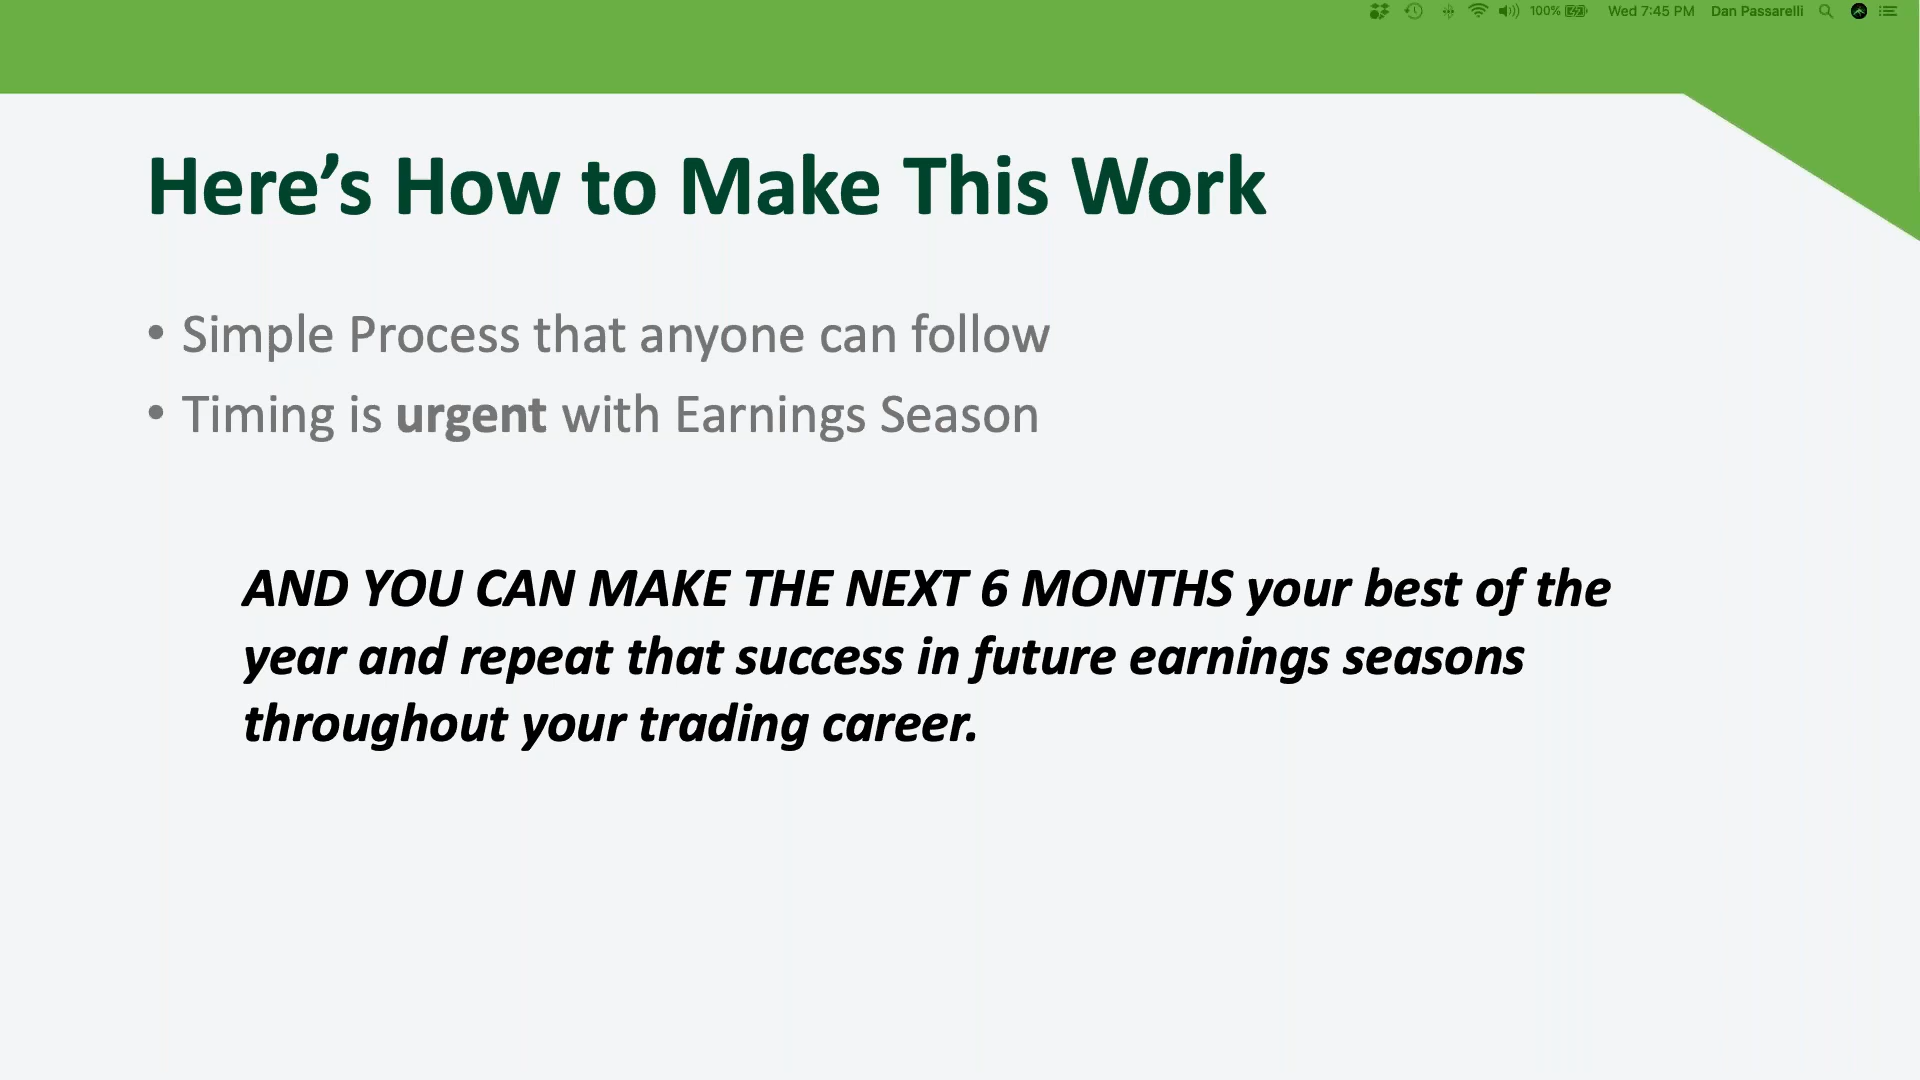 100% Wed 7:45 PM Dan Passarelli
Here’s How to Make This Work
• Simple Process that anyone can follow
• Timing is urgent with Earnings Season
AND YOU CAN MAKE THE NEXT 6 MONTHS your best of the
year and repeat that success in future earnings seasons
throughout your trading career.